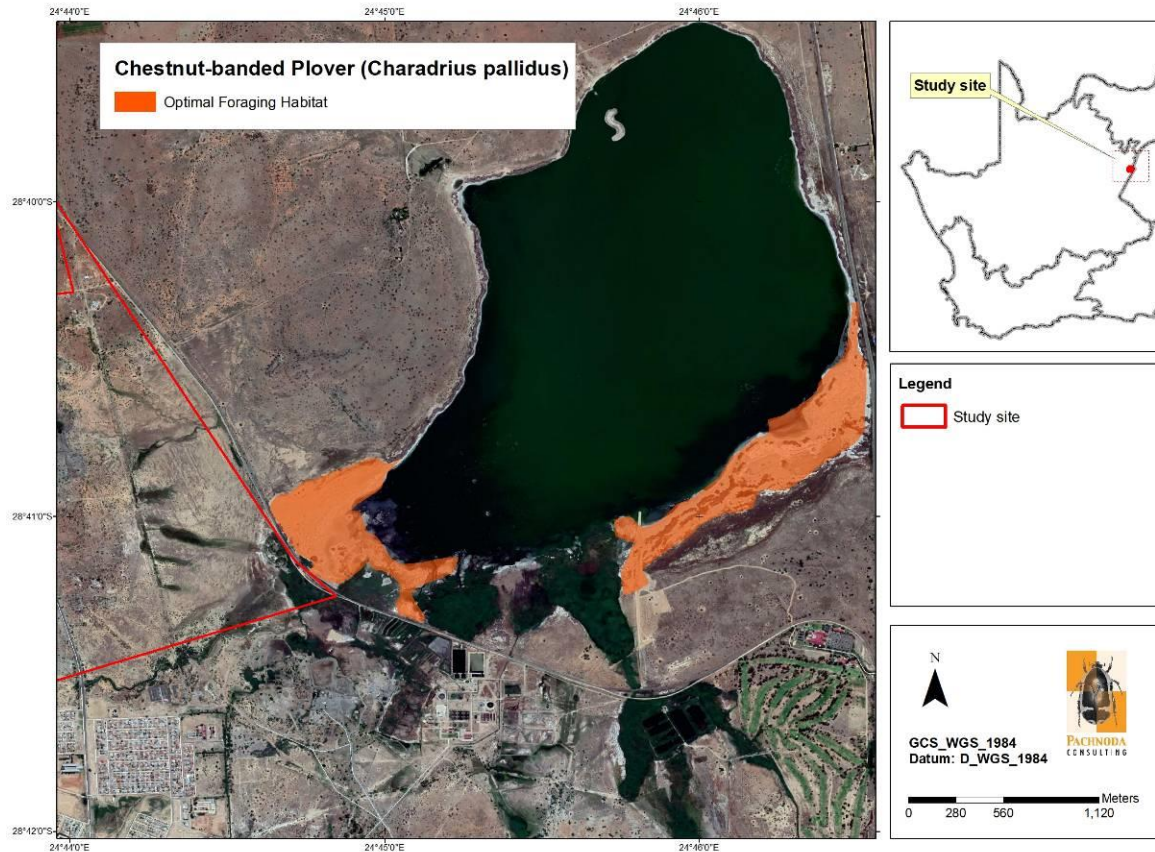 24°44'0"E
24°45'0"E
24°46'0"E
Chestnut-banded Plover (Charadrius pallidus)
Optimal Foraging Habitat
28°40'0"S
28°41'0"S
28°42'0"S
24°44'0"E
24°45'0"E
24°46'0"E
Study site
Legend
Study site
N
GCS_WGS_1984
Datum: D_WGS_1984
PACHNODA
CONSULTING
Meters
0 280 560 1,120